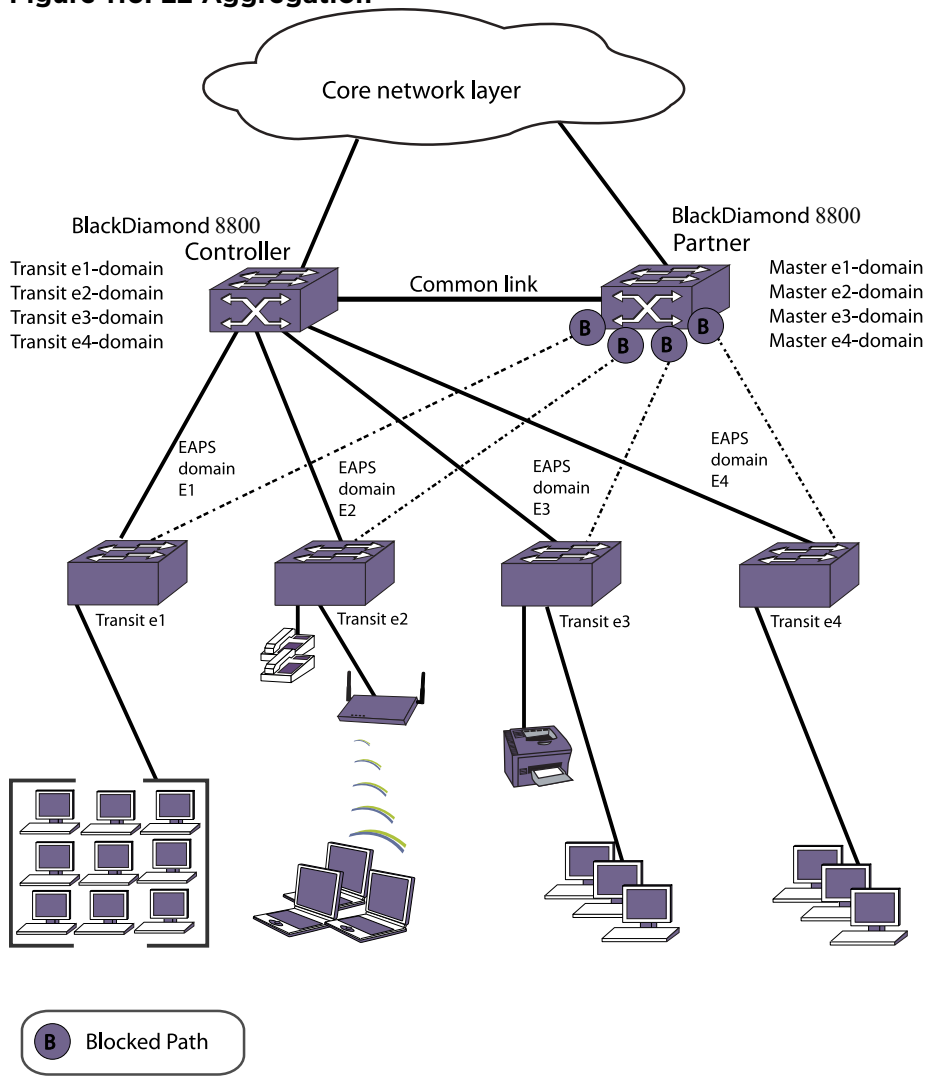 Figure 118: L2 Aggregation
Core network layer
BlackDiamond 8800
Controller
BlackDiamond 8800
Partner
Transit e1-domain
Transit e2-domain
Transit e3-domain
Transit e4-domain
Common link
Master e1-domain
Master e2-domain
Master e3-domain
Master e4-domain
B
B
B
B
EAPS
domain
E1
EAPS
domain
E2
EAPS
domain
E3
EAPS
domain
E4
Transit e1
Transit e2
Transit e3
Transit e4
B Blocked Path